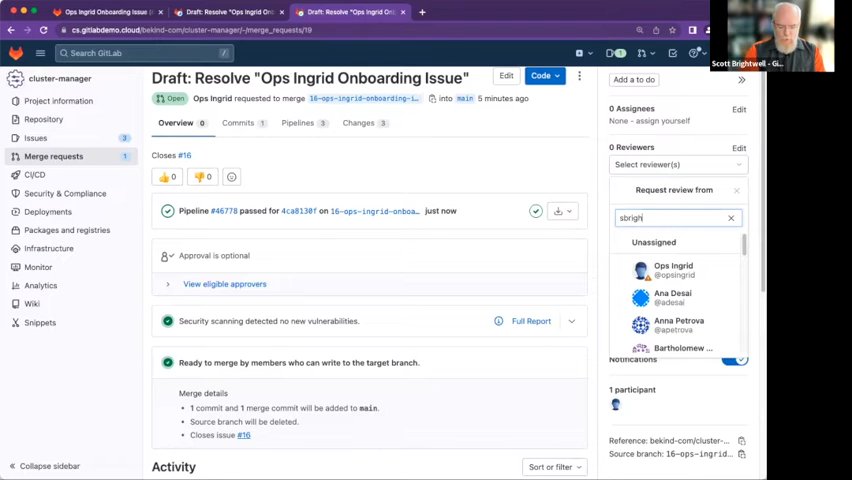 Ops Ingrid Onboarding Issue (
Draft: Resolve "Ops Ingrid Onb
Draft: Resolve "Ops Ingrid Onb
cs.gitlabdemo.cloud/bekind-com/cluster-manager/-/merge_requests/19
Search GitLab
/
1
cluster-manager
Project information
Repository
Issues
3
Merge requests
1
CI/CD
Security & Compliance
Deployments
Packages and registries
Infrastructure
Monitor
Analytics
Wiki
Snippets
Collapse sidebar
Draft: Resolve "Ops Ingrid Onboarding Issue"
Edit
Code
Open
Ops Ingrid requested to merge 16-ops-ingrid-onboarding-i… into main 5 minutes ago
Overview 0
Commits 1
Pipelines 3
Changes 3
Closes #16
0
0
Pipeline #46778 passed for 4ca8130f on 16-ops-ingrid-onboa… just now
Approval is optional
View eligible approvers
Security scanning detected no new vulnerabilities.
Full Report
Ready to merge by members who can write to the target branch.
Merge details
1 commit and 1 merge commit will be added to main.
Source branch will be deleted.
Closes issue #16
Activity
Sort or filter
Add a to do
0 Assignees
Edit
None - assign yourself
0 Reviewers
Edit
Select reviewer(s)
Request review from
sbrigh
Unassigned
Ops Ingrid
@opsingrid
Ana Desai
@adesai
Anna Petrova
@apetrova
Bartholomew ...
Notifications
1 participant
Reference: bekind-com/cluster-…
Source branch: 16-ops-ingrid…
Scott Brightwell - Gi...